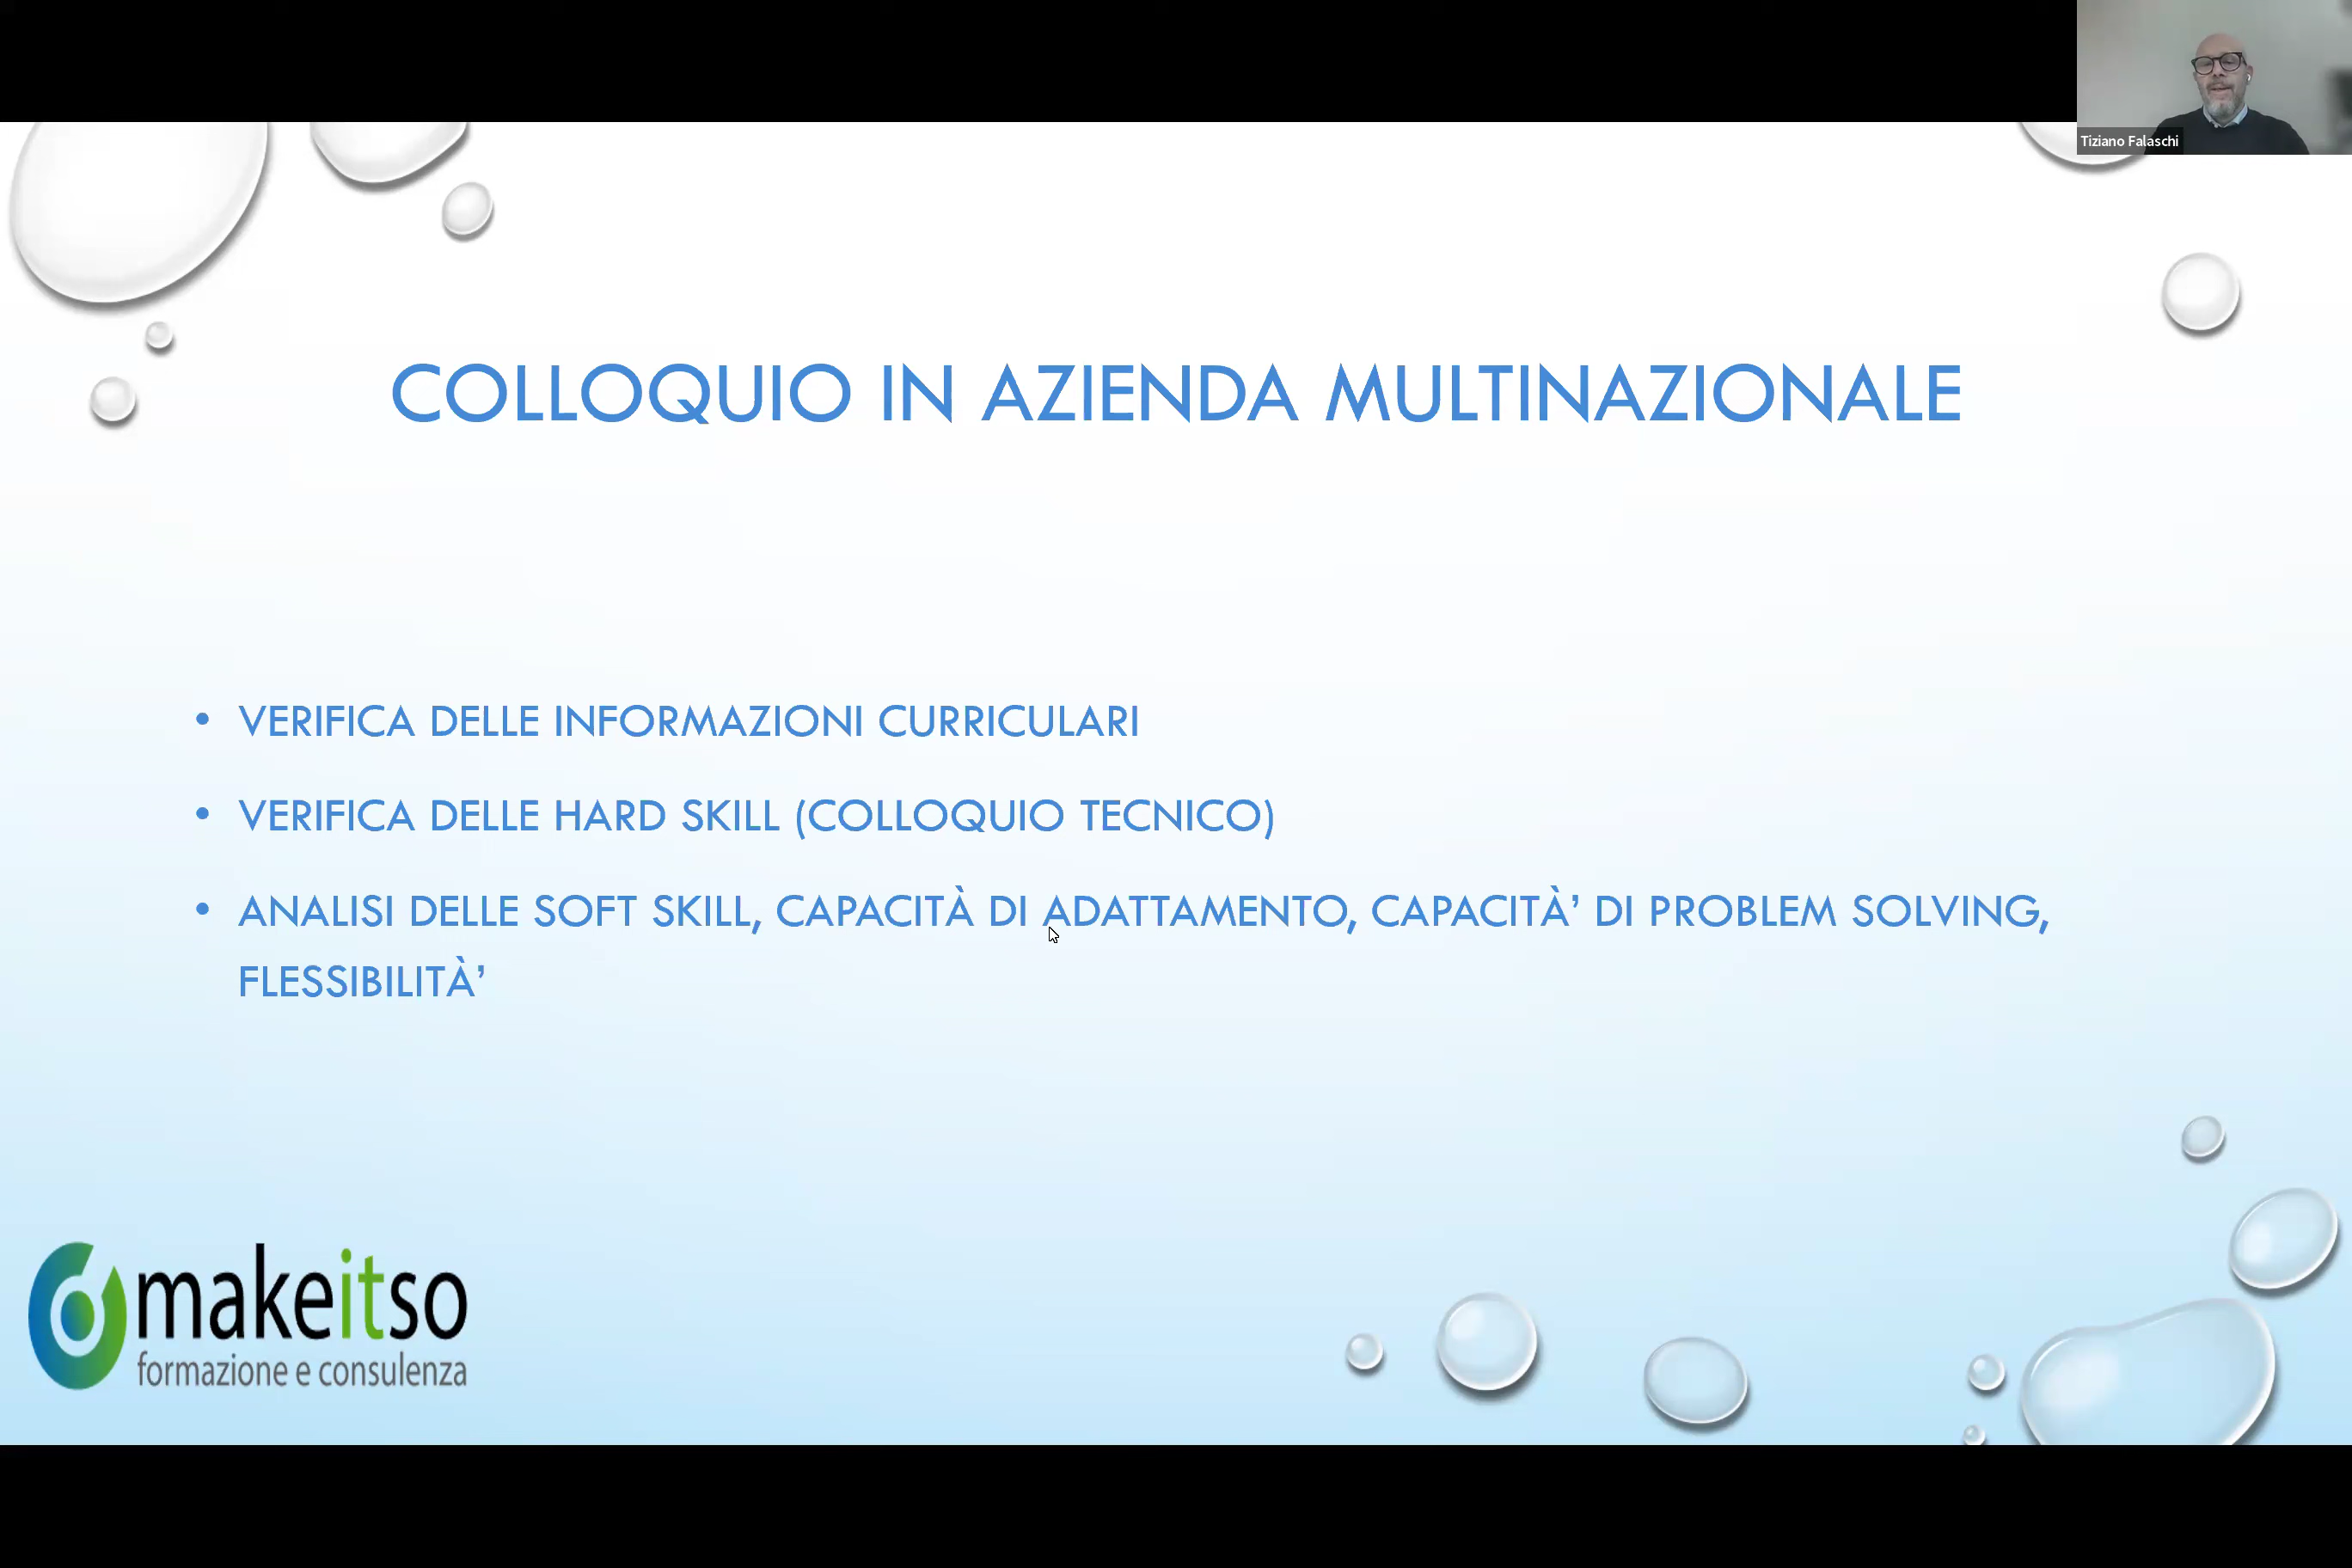 Tiziano Falaschi
COLLOQUIO IN AZIENDA MULTINAZIONALE
• VERIFICA DELLE INFORMAZIONI CURRICULARI
• VERIFICA DELLE HARD SKILL (COLLOQUIO TECNICO)
• ANALISI DELLE SOFT SKILL, CAPACITÀ DI ADATTAMENTO, CAPACITÀ’ DI PROBLEM SOLVING,
FLESSIBILITÀ’
makeitso
formazione e consulenza